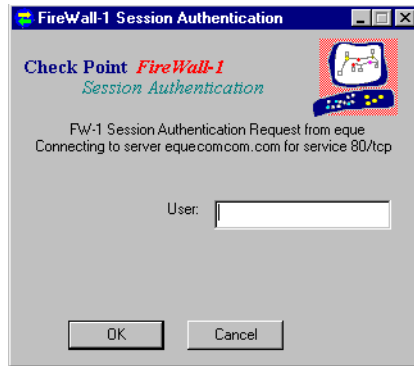 FireWall-1 Session Authentication
Check Point FireWall-1
Session Authentication
FW-1 Session Authentication Request from eque
Connecting to server equecomcom.com for service 80/tcp
User:
OK
Cancel